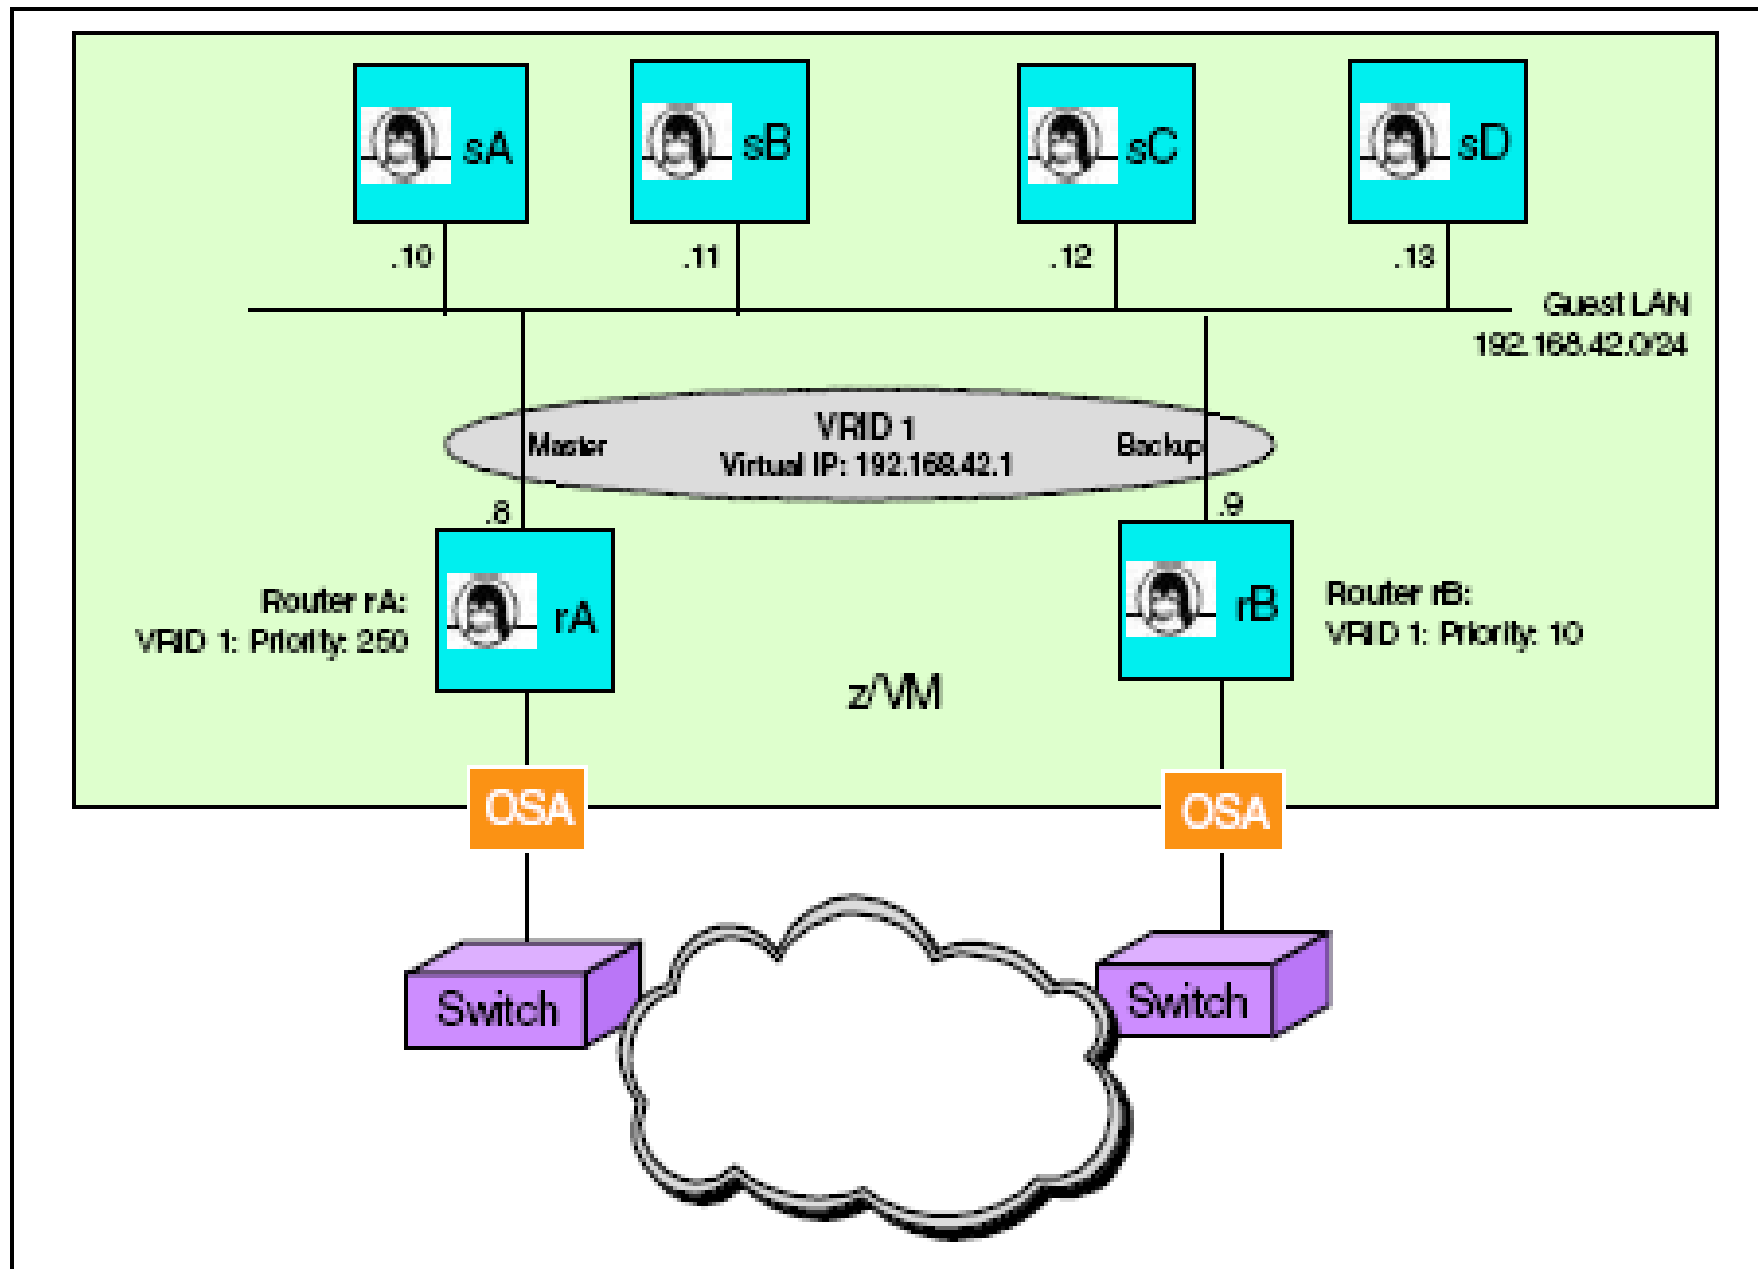 sA
sB
sC
sD
.10
.11
.12
.13
Guest LAN
192.168.42.0/24
VRID 1
Master
Backup
Virtual IP: 192.168.42.1
.8
.9
Router rA:
VRID 1: Priority: 250
rA
rB
Router rB:
VRID 1: Priority: 10
z/VM
OSA
OSA
Switch
Switch